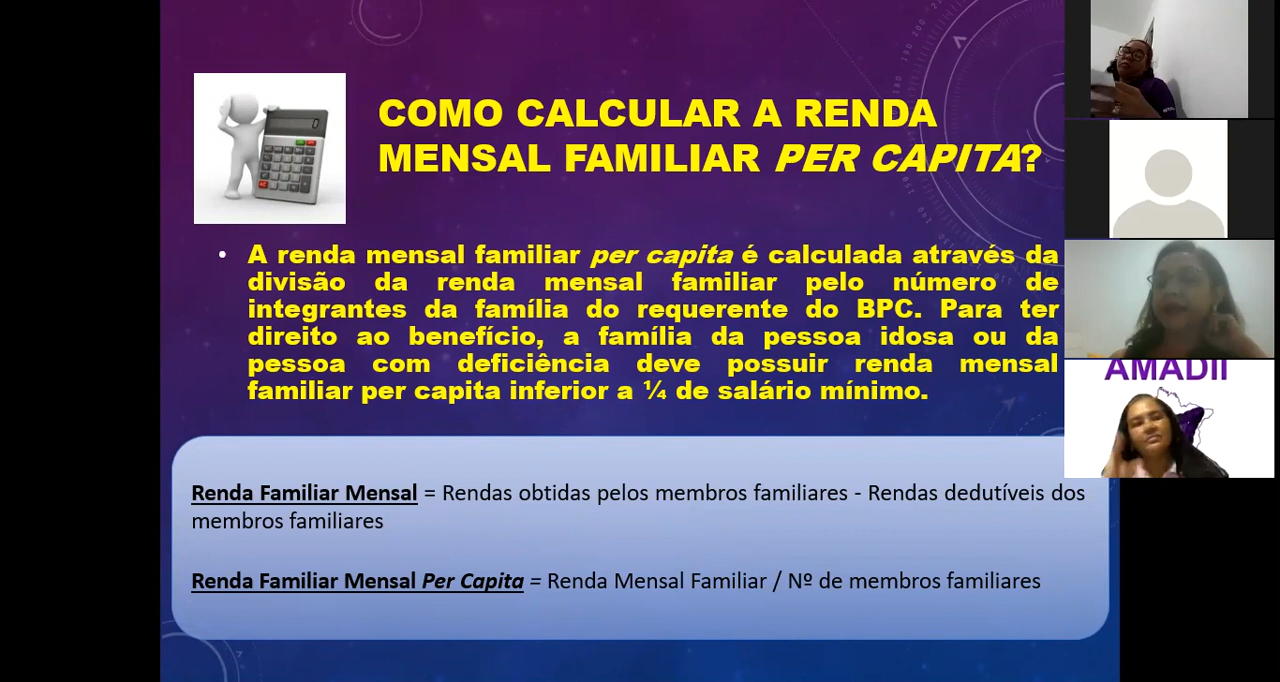 COMO CALCULAR A RENDA
MENSAL FAMILIAR PER CAPITA?
• A renda mensal familiar per capita é calculada através da
divisão da renda mensal familiar pelo número de
integrantes da família do requerente do BPC. Para ter
direito ao benefício, a família da pessoa idosa ou da
pessoa com deficiência deve possuir renda mensal
familiar per capita inferior a ¼ de salário mínimo.
Renda Familiar Mensal = Rendas obtidas pelos membros familiares - Rendas dedutíveis dos
membros familiares
Renda Familiar Mensal Per Capita = Renda Mensal Familiar / Nº de membros familiares
AMADII